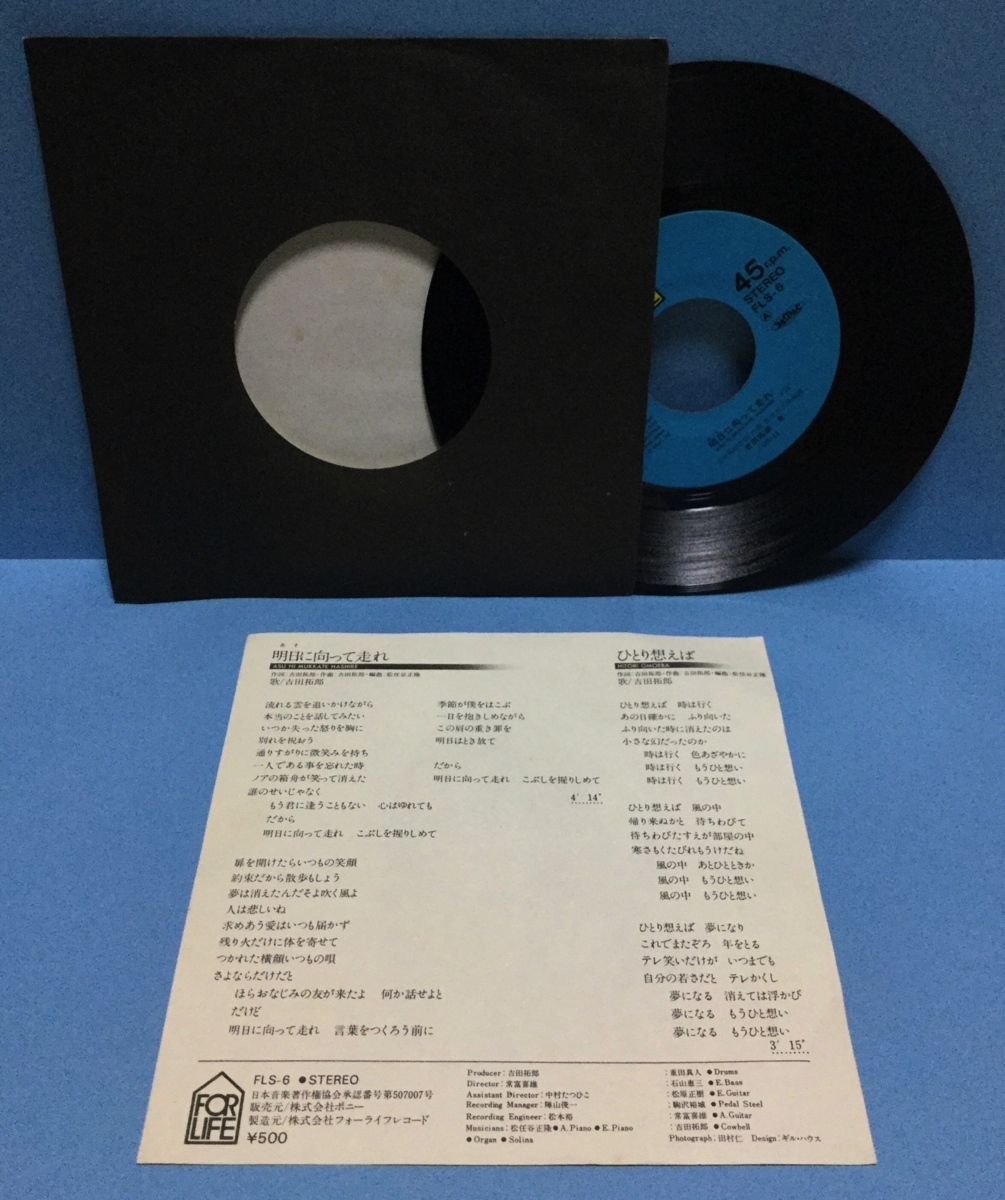 45 r.p.m.
STEREO
FLS-6
A
明日に向って走れ
あす
明日に向って走れ
ASU NI MUKKATE HASHIRE
作詞:吉田拓郎・作曲:吉田拓郎・編曲:松任谷正隆
歌/吉田拓郎
流れる雲を追いかけながら
本当のことを話してみたい
いつか失った怒りを胸に
別れを祝おう
通りすがりに微笑みを持ち
一人である事を忘れた時
ノアの箱舟が笑って消えた
誰のせいじゃなく
もう君に逢うこともない 心はゆれても
だから
明日に向って走れ こぶしを握りしめて
扉を開けたらいつもの笑顔
約束だから散歩もしょう
夢は消えたんだそよ吹く風よ
人は悲しいね
求めあう愛はいつも届かず
残り火だけに体を寄せて
つかれた横顔いつもの唄
さよならだけだと
ほらおなじみの友が来たよ 何か話せよと
だけど
明日に向って走れ 言葉をつくろう前に
季節が僕をはこぶ
一日を抱きしめながら
この肩の重き罪を
明日はとき放て
だから
明日に向って走れ こぶしを握りしめて
4′ 14″
ひとり想えば
HITORI OMOEBA
作詞:吉田拓郎・作曲:吉田拓郎・編曲:松任谷正隆
歌/吉田拓郎
ひとり想えば 時は行く
あの日確かに ふり向いた
ふり向いた時に消えたのは
小さな幻だったのか
時は行く 色あざやかに
時は行く もうひと想い
時は行く もうひと想い
ひとり想えば 風の中
帰り来ぬかと 待ちわびて
待ちわびたすえが部屋の中
寒さもくたびれもうけだね
風の中 あとひとときか
風の中 もうひと想い
風の中 もうひと想い
ひとり想えば 夢になり
これでまたぞろ 年をとる
テレ笑いだけが いつまでも
自分の若さだと テレかくし
夢になる 消えては浮かび
夢になる もうひと想い
夢になる もうひと想い
3′ 15″
FOR LIFE
FLS-6 ●STEREO
日本音楽著作権協会承認番号第507007号
販売元/株式会社ポニー
製造元/株式会社フォーライフレコード
¥500
Producer:吉田拓郎
Director:常富喜雄
Assistant Director:中村たつひこ
Recording Manager:陣山俊一
Recording Engineer:松本裕
Musicians:松任谷正隆●A.Piano ●E.Piano
●Organ ●Solina
:重田真人 ●Drums
:石山恵三 ●E.Bass
:松原正樹 ●E.Guitar
:駒沢裕城 ●Pedal Steel
:常富喜雄 ●A.Guitar
:吉田拓郎 ●Cowbell
Photograph:田村仁 Design:ギル・ハウス